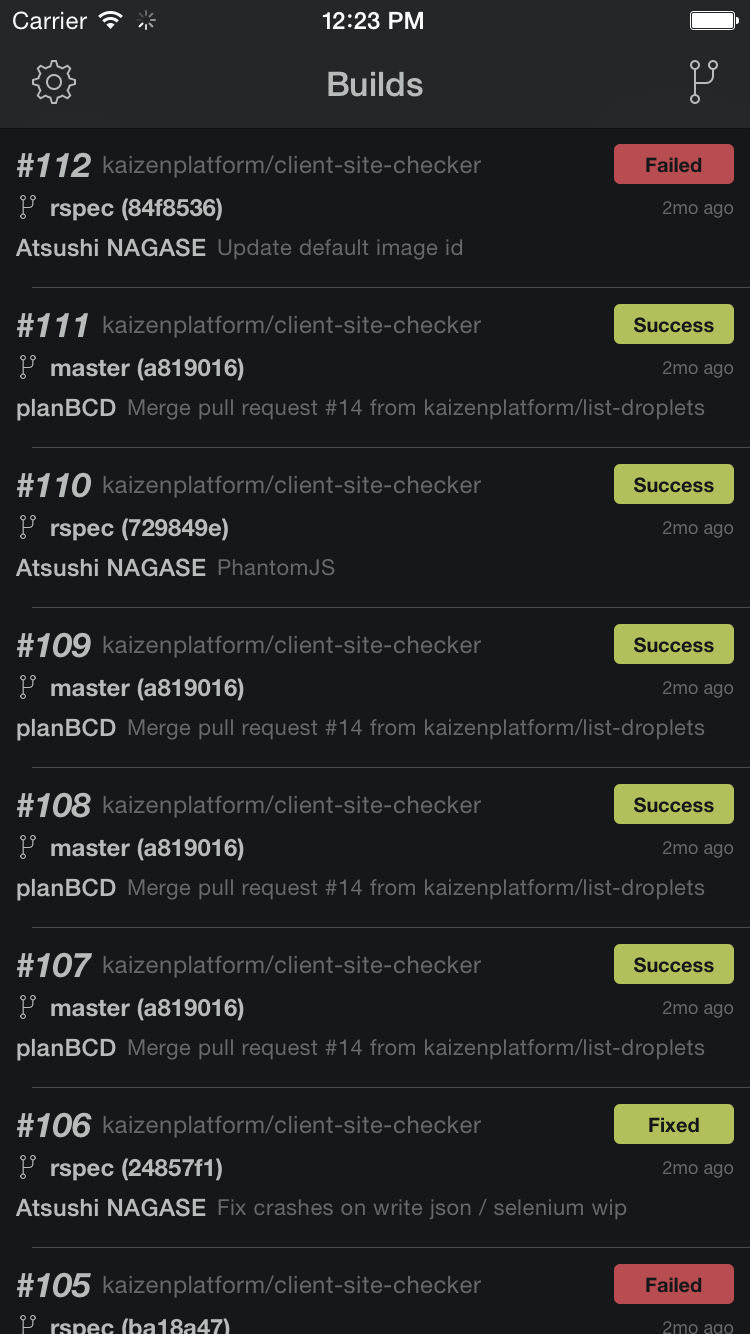 Carrier 12:23 PM
Builds
#112 kaizenplatform/client-site-checker Failed
rspec (84f8536) 2mo ago
Atsushi NAGASE Update default image id
#111 kaizenplatform/client-site-checker Success
master (a819016) 2mo ago
planBCD Merge pull request #14 from kaizenplatform/list-droplets
#110 kaizenplatform/client-site-checker Success
rspec (729849e) 2mo ago
Atsushi NAGASE PhantomJS
#109 kaizenplatform/client-site-checker Success
master (a819016) 2mo ago
planBCD Merge pull request #14 from kaizenplatform/list-droplets
#108 kaizenplatform/client-site-checker Success
master (a819016) 2mo ago
planBCD Merge pull request #14 from kaizenplatform/list-droplets
#107 kaizenplatform/client-site-checker Success
master (a819016) 2mo ago
planBCD Merge pull request #14 from kaizenplatform/list-droplets
#106 kaizenplatform/client-site-checker Fixed
rspec (24857f1) 2mo ago
Atsushi NAGASE Fix crashes on write json / selenium wip
#105 kaizenplatform/client-site-checker Failed
rspec (ba18a47) 2mo ago